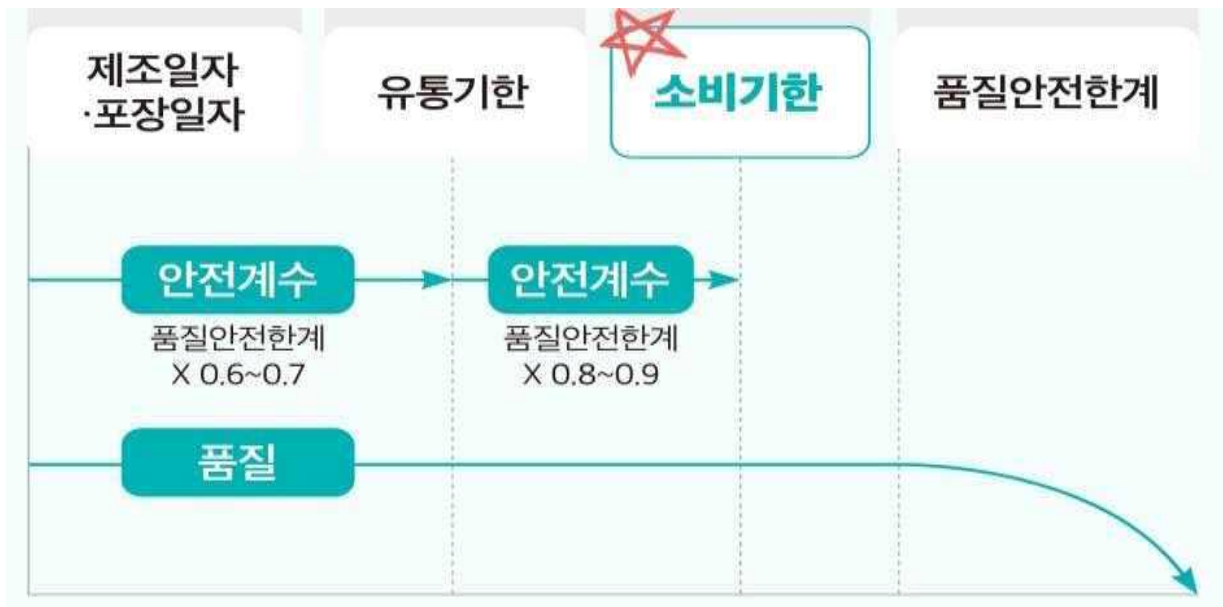 제조일자
·포장일자
유통기한
소비기한
품질안전한계
안전계수
품질안전한계
X 0.6~0.7
안전계수
품질안전한계
X 0.8~0.9
품질